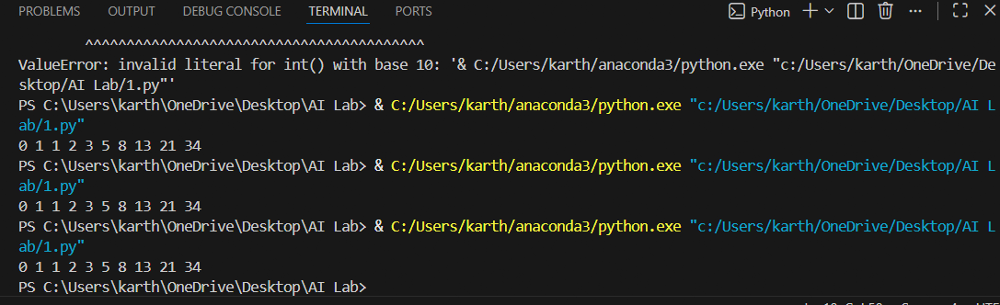 PROBLEMS OUTPUT DEBUG CONSOLE TERMINAL PORTS Python
^^^^^^^^^^^^^^^^^^^^^^^^^^^^^^^^^^^^^^^^^
ValueError: invalid literal for int() with base 10: '& C:/Users/karth/anaconda3/python.exe "c:/Users/karth/OneDrive/De
sktop/AI Lab/1.py"'
PS C:\Users\karth\OneDrive\Desktop\AI Lab> & C:/Users/karth/anaconda3/python.exe "c:/Users/karth/OneDrive/Desktop/AI L
ab/1.py"
0 1 1 2 3 5 8 13 21 34
PS C:\Users\karth\OneDrive\Desktop\AI Lab> & C:/Users/karth/anaconda3/python.exe "c:/Users/karth/OneDrive/Desktop/AI L
ab/1.py"
0 1 1 2 3 5 8 13 21 34
PS C:\Users\karth\OneDrive\Desktop\AI Lab> & C:/Users/karth/anaconda3/python.exe "c:/Users/karth/OneDrive/Desktop/AI L
ab/1.py"
0 1 1 2 3 5 8 13 21 34
PS C:\Users\karth\OneDrive\Desktop\AI Lab>